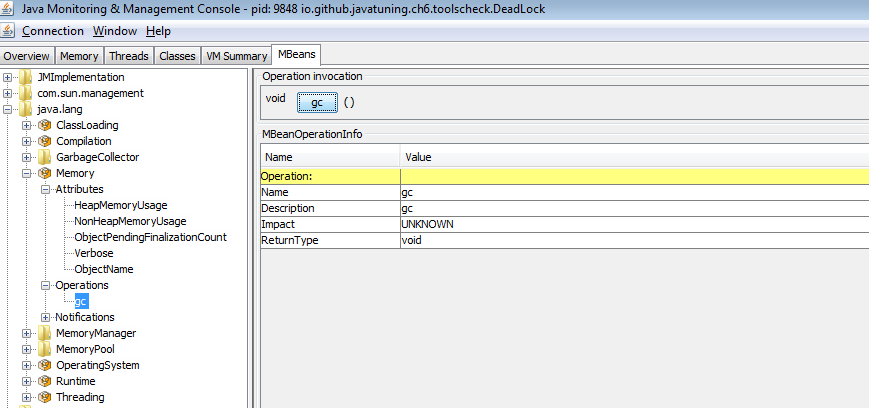 Java Monitoring & Management Console - pid: 9848 io.github.javatuning.ch6.toolscheck.DeadLock
Connection Window Help
Overview Memory Threads Classes VM Summary MBeans
JMImplementation
com.sun.management
java.lang
ClassLoading
Compilation
GarbageCollector
Memory
Attributes
HeapMemoryUsage
NonHeapMemoryUsage
ObjectPendingFinalizationCount
Verbose
ObjectName
Operations
gc
Notifications
MemoryManager
MemoryPool
OperatingSystem
Runtime
Threading
Operation invocation
void gc ( )
MBeanOperationInfo
Name Value
Operation:
Name gc
Description gc
Impact UNKNOWN
ReturnType void